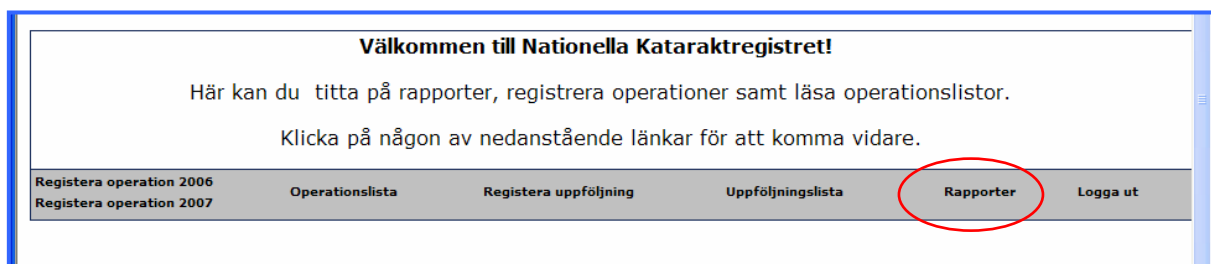 Välkommen till Nationella Kataraktregistret!
Här kan du titta på rapporter, registrera operationer samt läsa operationslistor.
Klicka på någon av nedanstående länkar för att komma vidare.
Registera operation 2006
Registera operation 2007
Operationslista
Registera uppföljning
Uppföljningslista
Rapporter
Logga ut